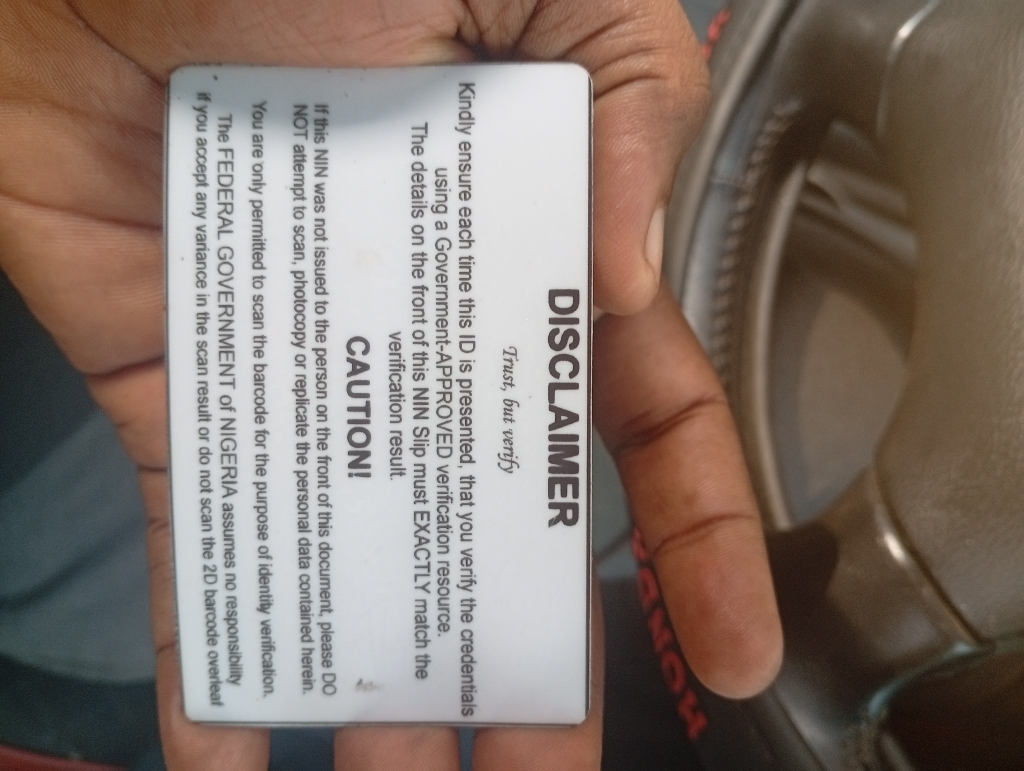 DISCLAIMER
Trust, but verify
Kindly ensure each time this ID is presented, that you verify the credentials
using a Government-APPROVED verification resource.
The details on the front of this NIN Slip must EXACTLY match the
verification result.
CAUTION!
If this NIN was not issued to the person on the front of this document, please DO
NOT attempt to scan, photocopy or replicate the personal data contained herein.
You are only permitted to scan the barcode for the purpose of identity verification.
The FEDERAL GOVERNMENT of NIGERIA assumes no responsibility
if you accept any variance in the scan result or do not scan the 2D barcode overleaf